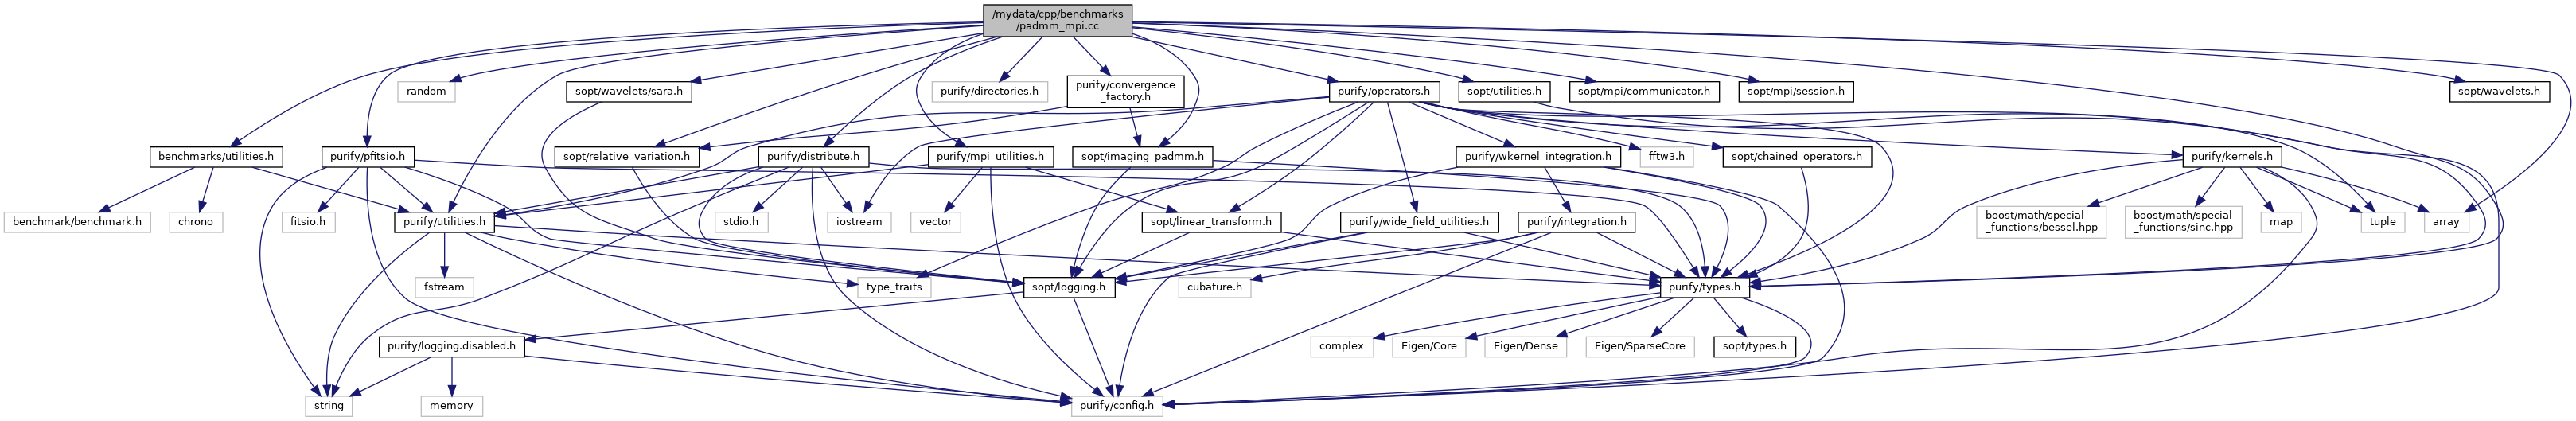 /mydata/cpp/benchmarks
/padmm_mpi.cc
random
sopt/wavelets/sara.h
purify/directories.h
purify/convergence
_factory.h
purify/operators.h
sopt/utilities.h
sopt/mpi/communicator.h
sopt/mpi/session.h
sopt/wavelets.h
benchmarks/utilities.h
purify/pfitsio.h
sopt/relative_variation.h
purify/distribute.h
purify/mpi_utilities.h
sopt/imaging_padmm.h
purify/wkernel_integration.h
fftw3.h
sopt/chained_operators.h
purify/kernels.h
benchmark/benchmark.h
chrono
fitsio.h
purify/utilities.h
stdio.h
iostream
vector
sopt/linear_transform.h
purify/wide_field_utilities.h
purify/integration.h
boost/math/special
_functions/bessel.hpp
boost/math/special
_functions/sinc.hpp
map
tuple
array
fstream
type_traits
sopt/logging.h
cubature.h
purify/types.h
purify/logging.disabled.h
complex
Eigen/Core
Eigen/Dense
Eigen/SparseCore
sopt/types.h
string
memory
purify/config.h